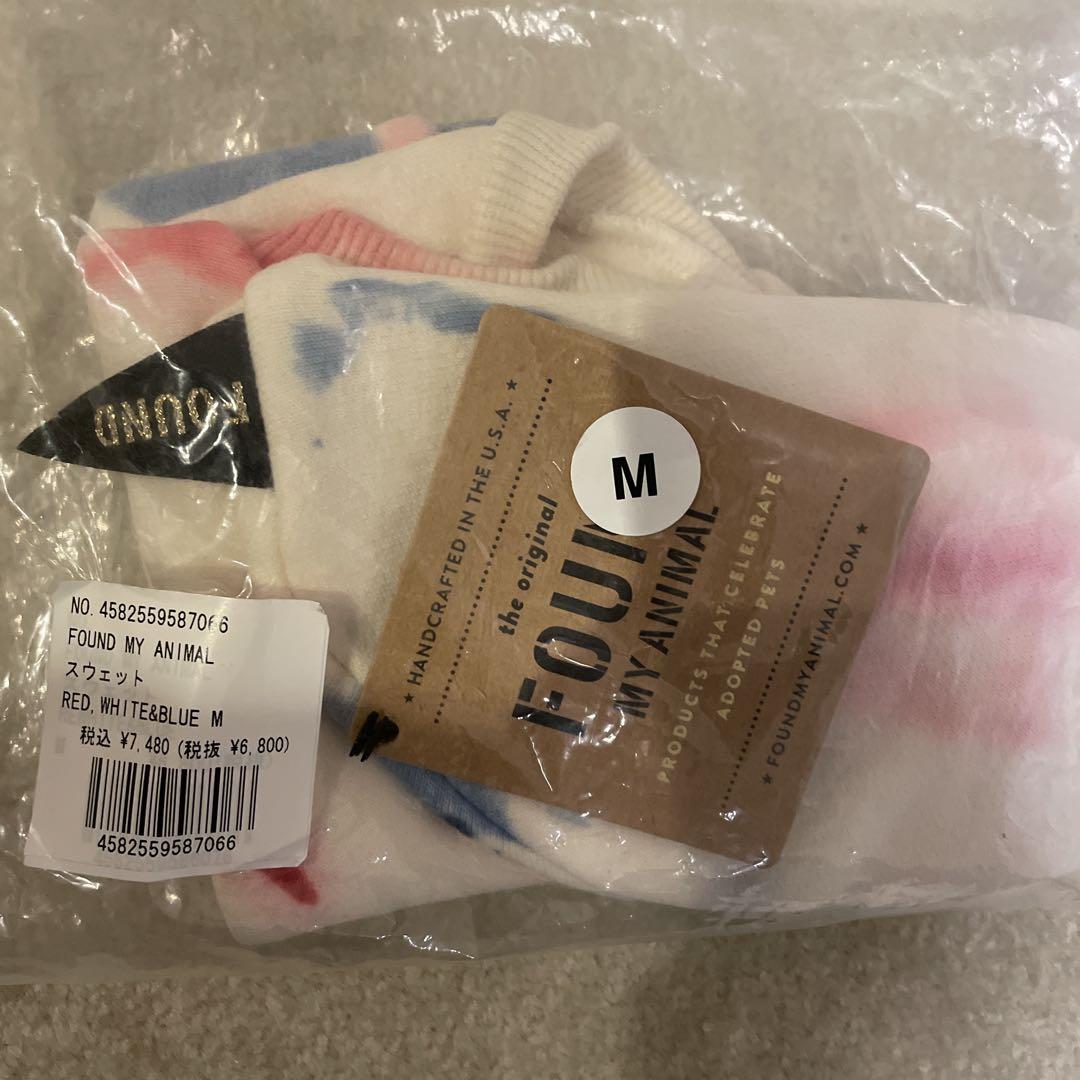 NO. 4582559587066
FOUND MY ANIMAL
スウェット
RED,WHITE&BLUE M
税込 ¥7,480 (税抜 ¥6,800)
4582559587066
FOUND
★ HANDCRAFTED IN THE U.S.A. ★
the original
FOUN
MY ANIMAL
PRODUCTS THAT CELEBRATE
ADOPTED PETS
★ FOUNDMYANIMAL.COM ★
M